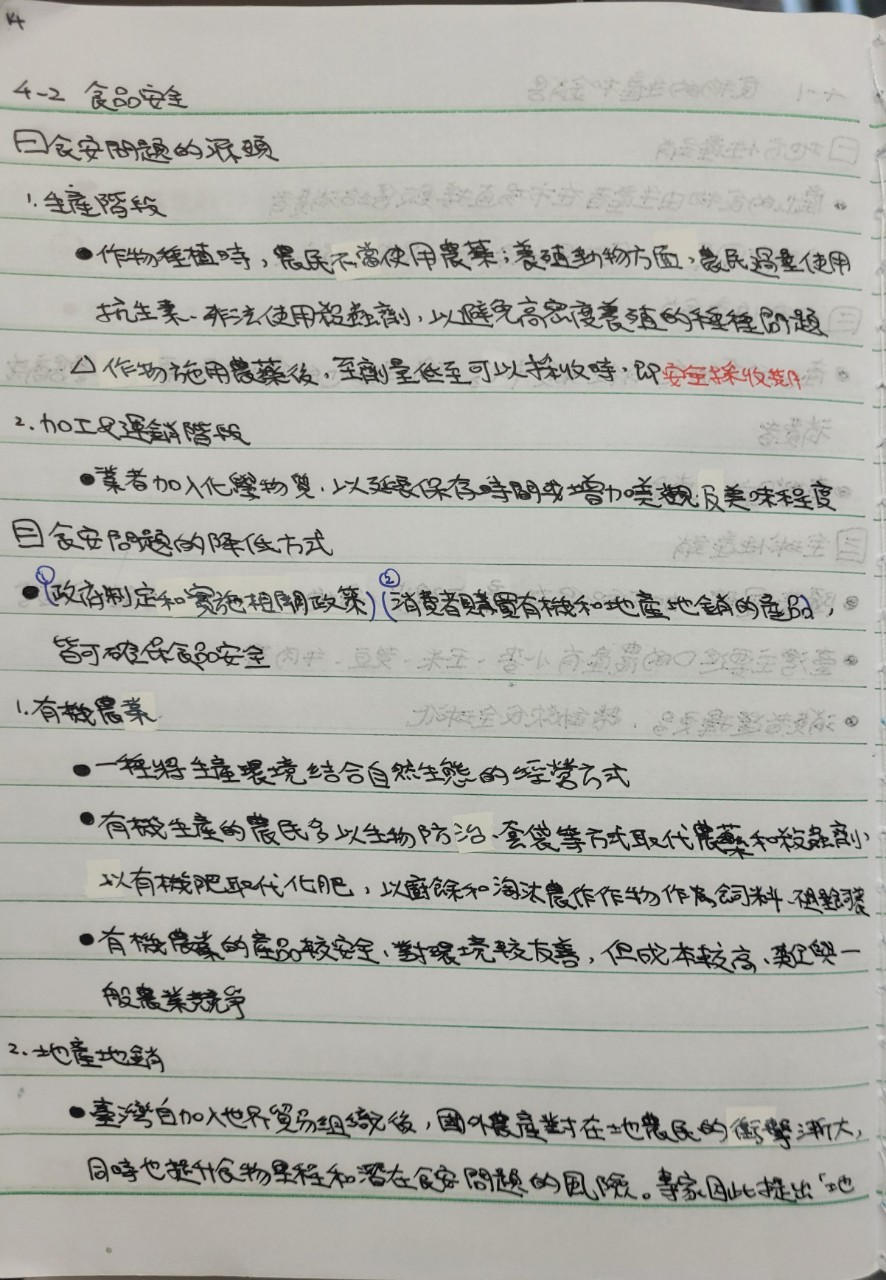 14
4-2 食品安全
㊀食安問題的源頭
1.生產階段
●作物種植時，農民不當使用農藥；養殖動物方面，農民過量使用
抗生素、非法使用殺蟲劑，以避免高密度養殖的種種問題
△作物施用農藥後，至劑量低至可以採收時，即安全採收期
2.加工及運銷階段
●業者加入化學物質，以延長保存時間或增加美觀及美味程度
㊁食安問題的降低方式
●①(政府制定和實施相關政策)②(消費者購買有機和地產地銷的產品)，
皆可確保食品安全
1.有機農業
●一種將生產環境結合自然生態的經營方式
●有機生產的農民多以生物防治、套袋等方式取代農藥和殺蟲劑，
以有機肥取代化肥，以廚餘和淘汰農作作物作為飼料、
●有機農業的產品較安全、對環境較友善，但成本較高、難與一
般農業競爭
2.地產地銷
●臺灣自加入世界貿易組織後，國外農產對在地農民的衝擊漸大，
同時也提升食物里程和潛在食安問題的風險。專家因此提出「地